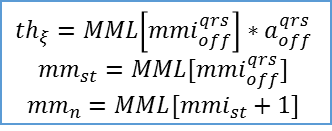 th_ξ = MML[mmi_off^qrs] * a_off^qrs
mm_st = MML[mmi_off^qrs]
mm_n = MML[mmi_st + 1]